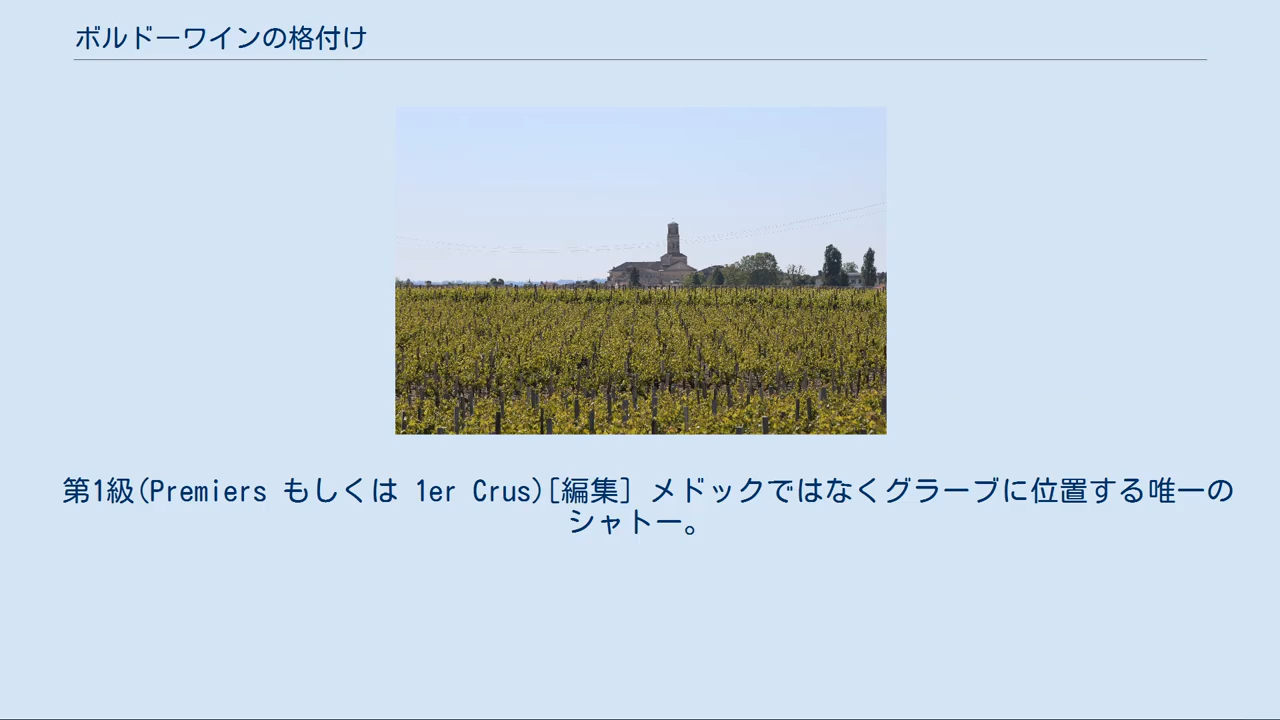 ボルドーワインの格付け
第1級(Premiers もしくは 1er Crus)[編集] メドックではなくグラーブに位置する唯一の
シャトー。